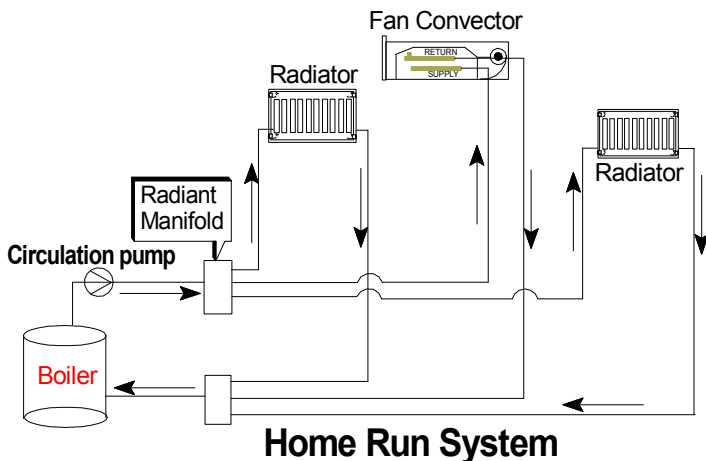 Fan Convector
RETURN
SUPPLY
Radiator
Radiator
Radiant
Manifold
Circulation pump
Boiler
Home Run System